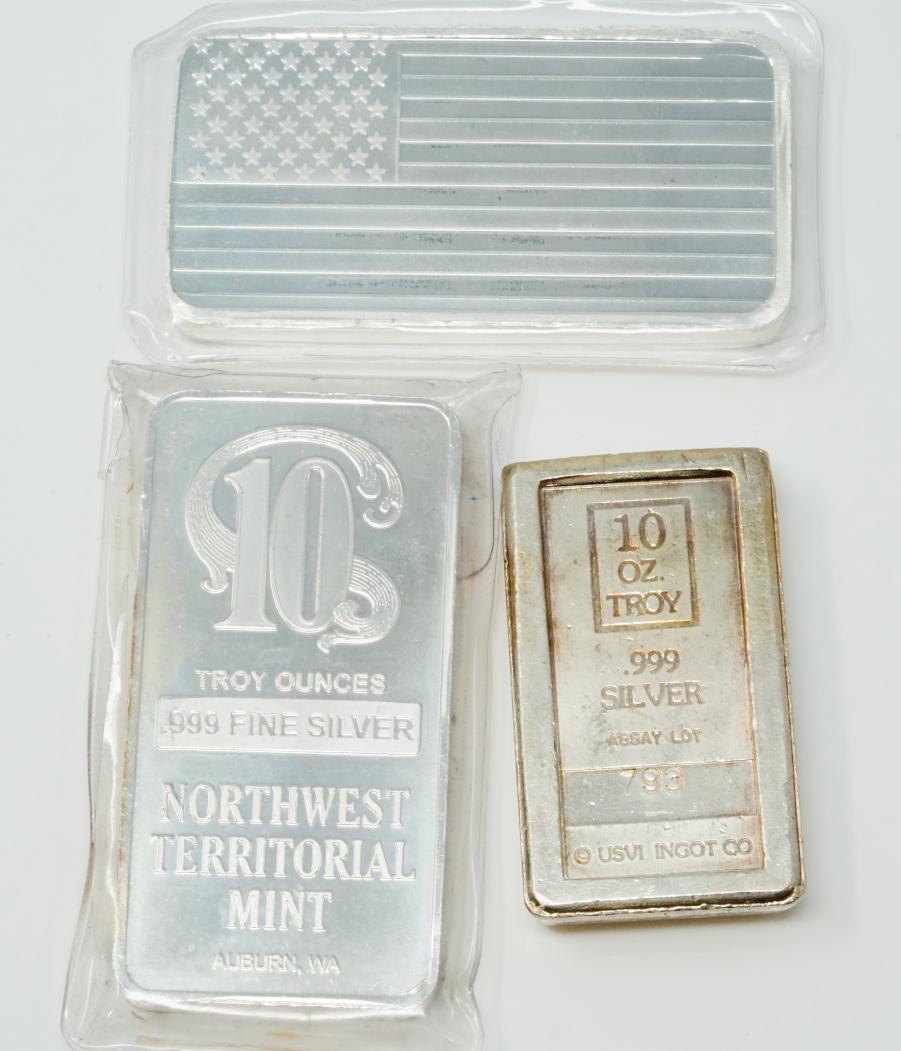 10
TROY OUNCES
.999 FINE SILVER
NORTHWEST
TERRITORIAL
MINT
AUBURN, WA
10
OZ.
TROY
.999
SILVER
ASSAY LOT
793
© USVI INGOT CO